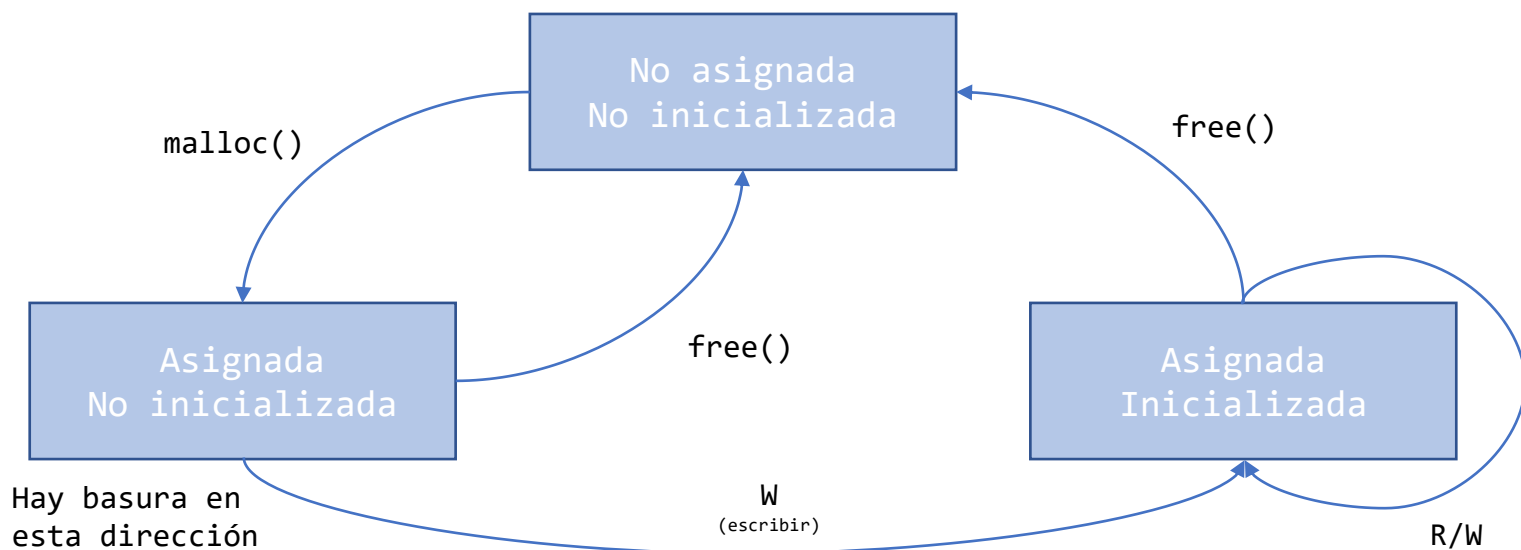 No asignada
No inicializada
malloc()
free()
free()
Asignada
No inicializada
Asignada
Inicializada
Hay basura en
esta dirección
W
(escribir)
R/W